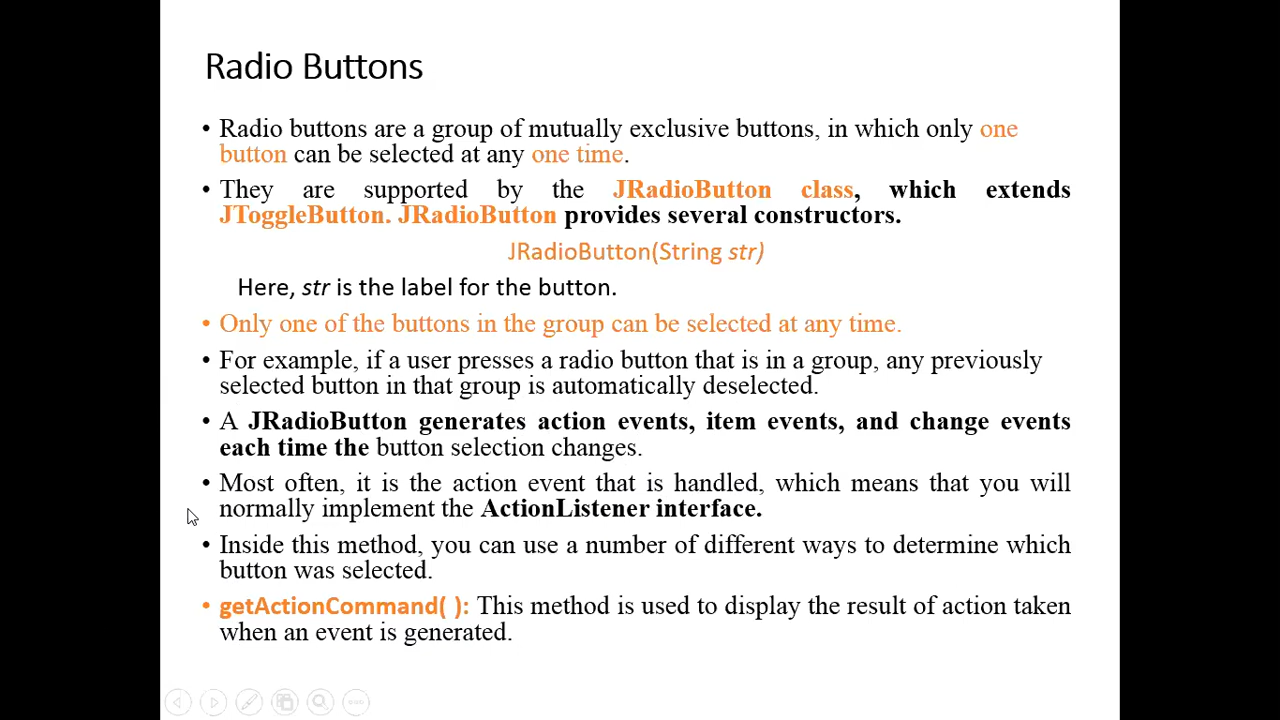 Radio Buttons
• Radio buttons are a group of mutually exclusive buttons, in which only one
button can be selected at any one time.
• They are supported by the JRadioButton class, which extends
JToggleButton. JRadioButton provides several constructors.
JRadioButton(String str)
Here, str is the label for the button.
• Only one of the buttons in the group can be selected at any time.
• For example, if a user presses a radio button that is in a group, any previously
selected button in that group is automatically deselected.
• A JRadioButton generates action events, item events, and change events
each time the button selection changes.
• Most often, it is the action event that is handled, which means that you will
normally implement the ActionListener interface.
• Inside this method, you can use a number of different ways to determine which
button was selected.
• getActionCommand( ): This method is used to display the result of action taken
when an event is generated.